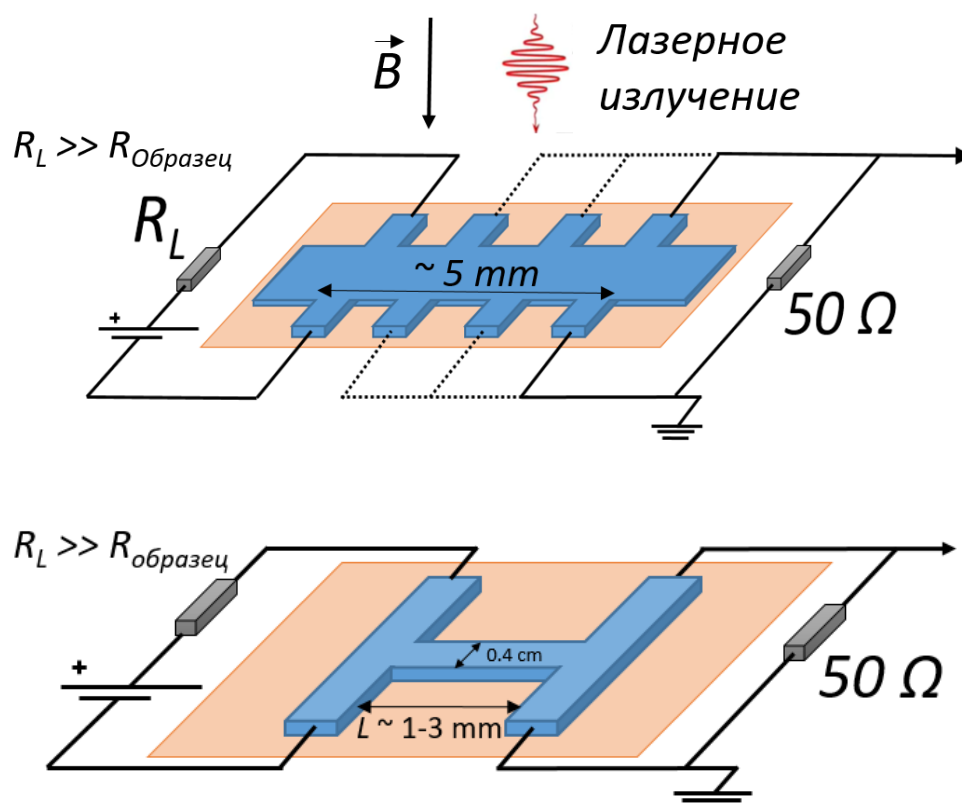 B
Лазерное
излучение
R_L >> R_Образец
R_L
+
~ 5 mm
50 Ω
R_L >> R_образец
+
0.4 cm
L ~ 1-3 mm
50 Ω